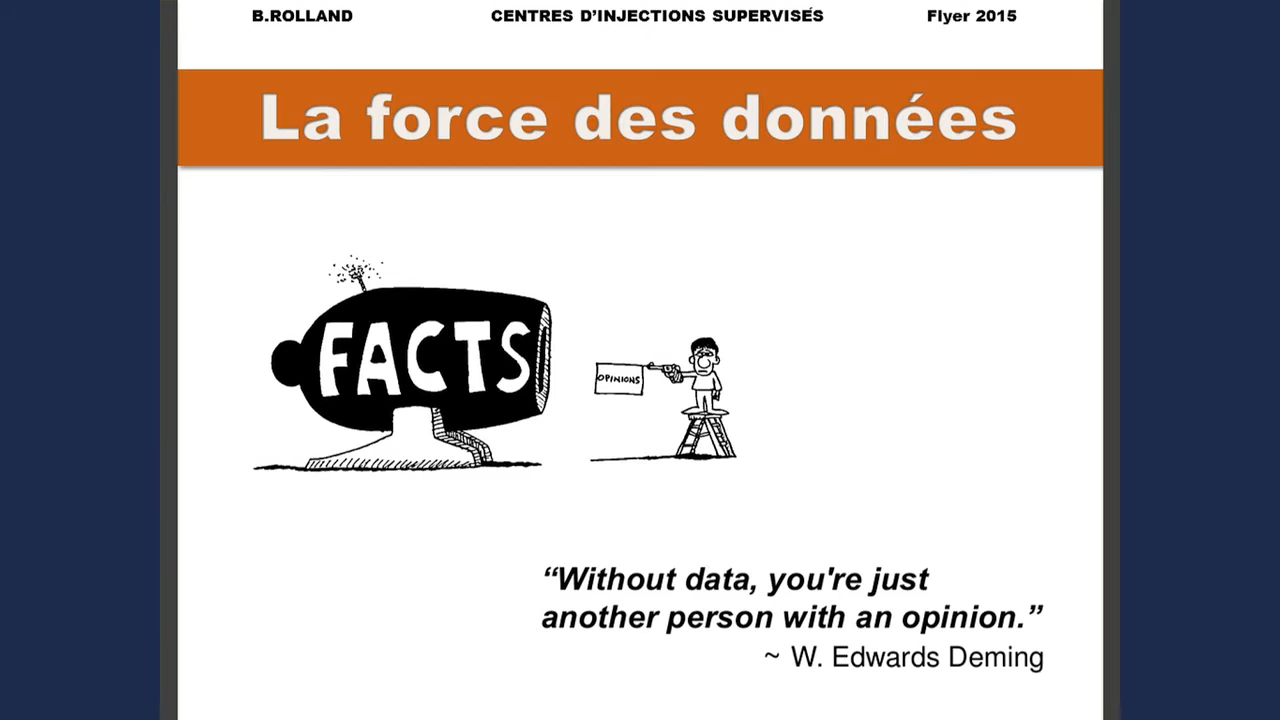 B.ROLLAND CENTRES D'INJECTIONS SUPERVISÉS Flyer 2015
La force des données
FACTS
OPINIONS
“Without data, you're just
another person with an opinion.”
~ W. Edwards Deming